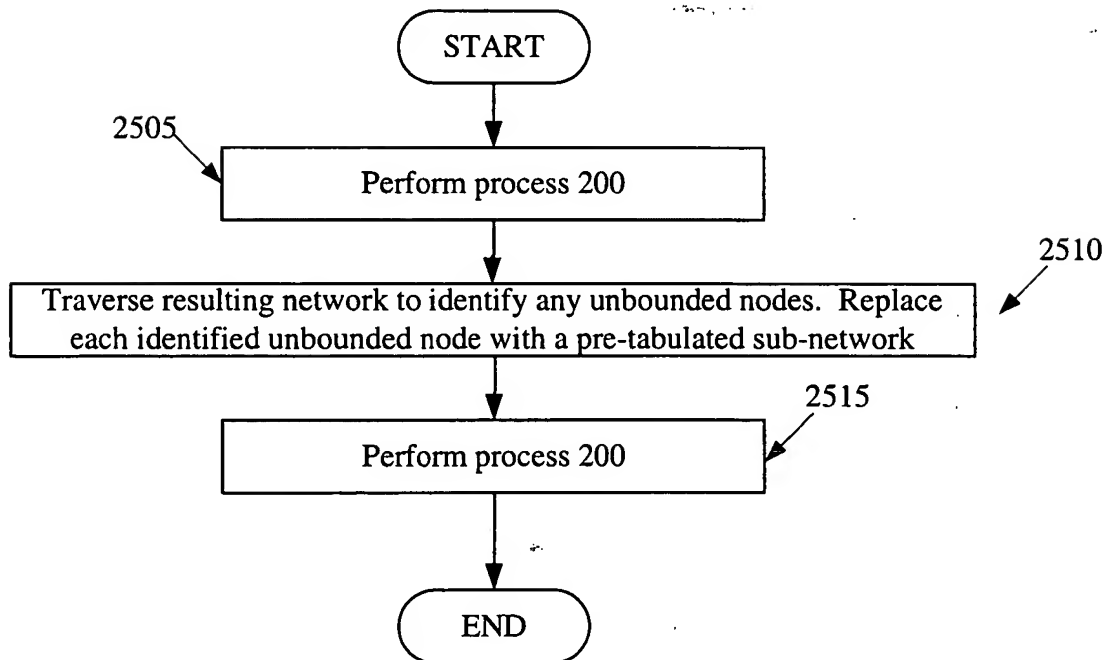 START
2505
Perform process 200
2510
Traverse resulting network to identify any unbounded nodes.  Replace
each identified unbounded node with a pre-tabulated sub-network
2515
Perform process 200
END